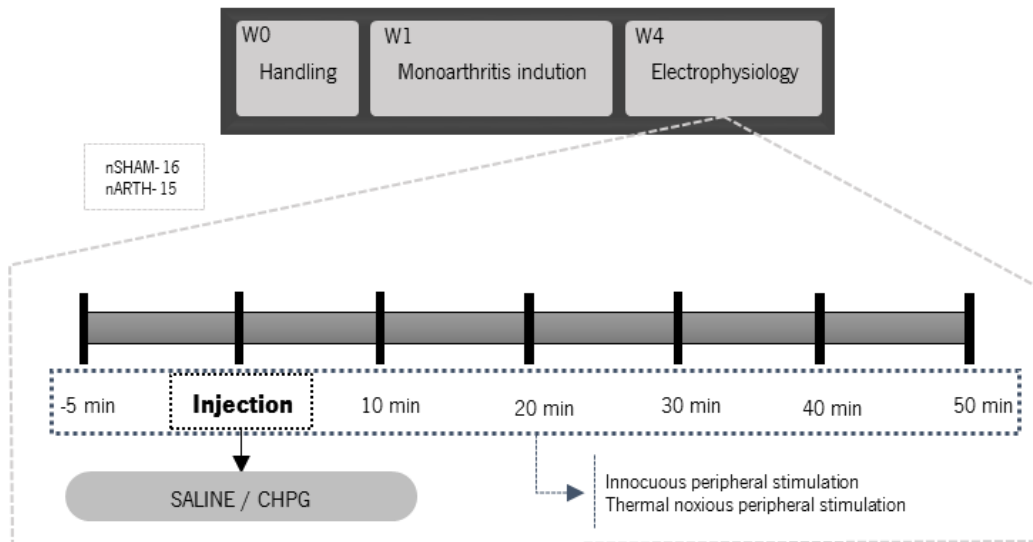 W0
Handling
W1
Monoarthritis indution
W4
Electrophysiology
nSHAM- 16
nARTH- 15
-5 min
Injection
10 min
20 min
30 min
40 min
50 min
SALINE / CHPG
Innocuous peripheral stimulation
Thermal noxious peripheral stimulation